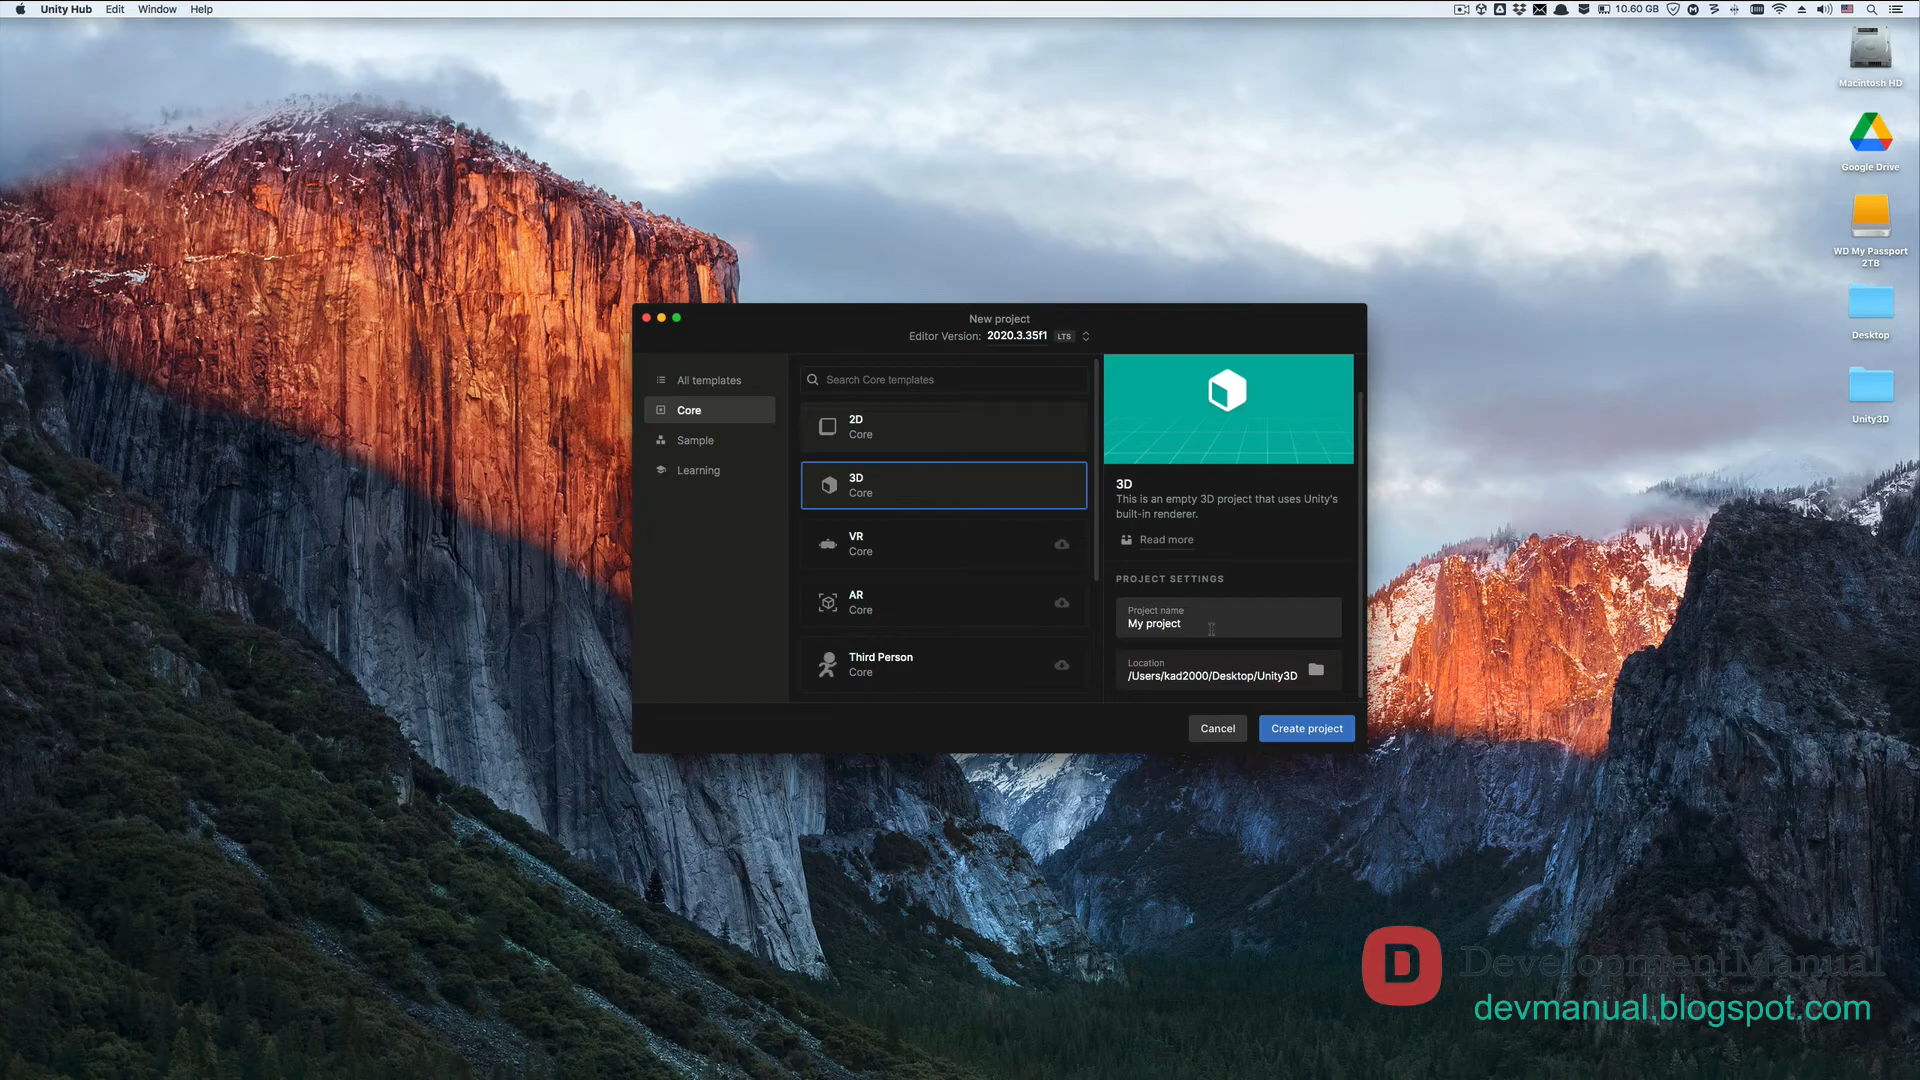 Unity Hub Edit Window Help
10.60 GB
Macintosh HD
Google Drive
WD My Passport
2TB
Desktop
Unity3D
New project
Editor Version: 2020.3.35f1 LTS
All templates
Core
Sample
Learning
Search Core templates
2D
Core
3D
Core
VR
Core
AR
Core
Third Person
Core
3D
This is an empty 3D project that uses Unity's
built-in renderer.
Read more
PROJECT SETTINGS
Project name
My project
Location
/Users/kad2000/Desktop/Unity3D
Cancel
Create project
D
DevelopmentManual
devmanual.blogspot.com